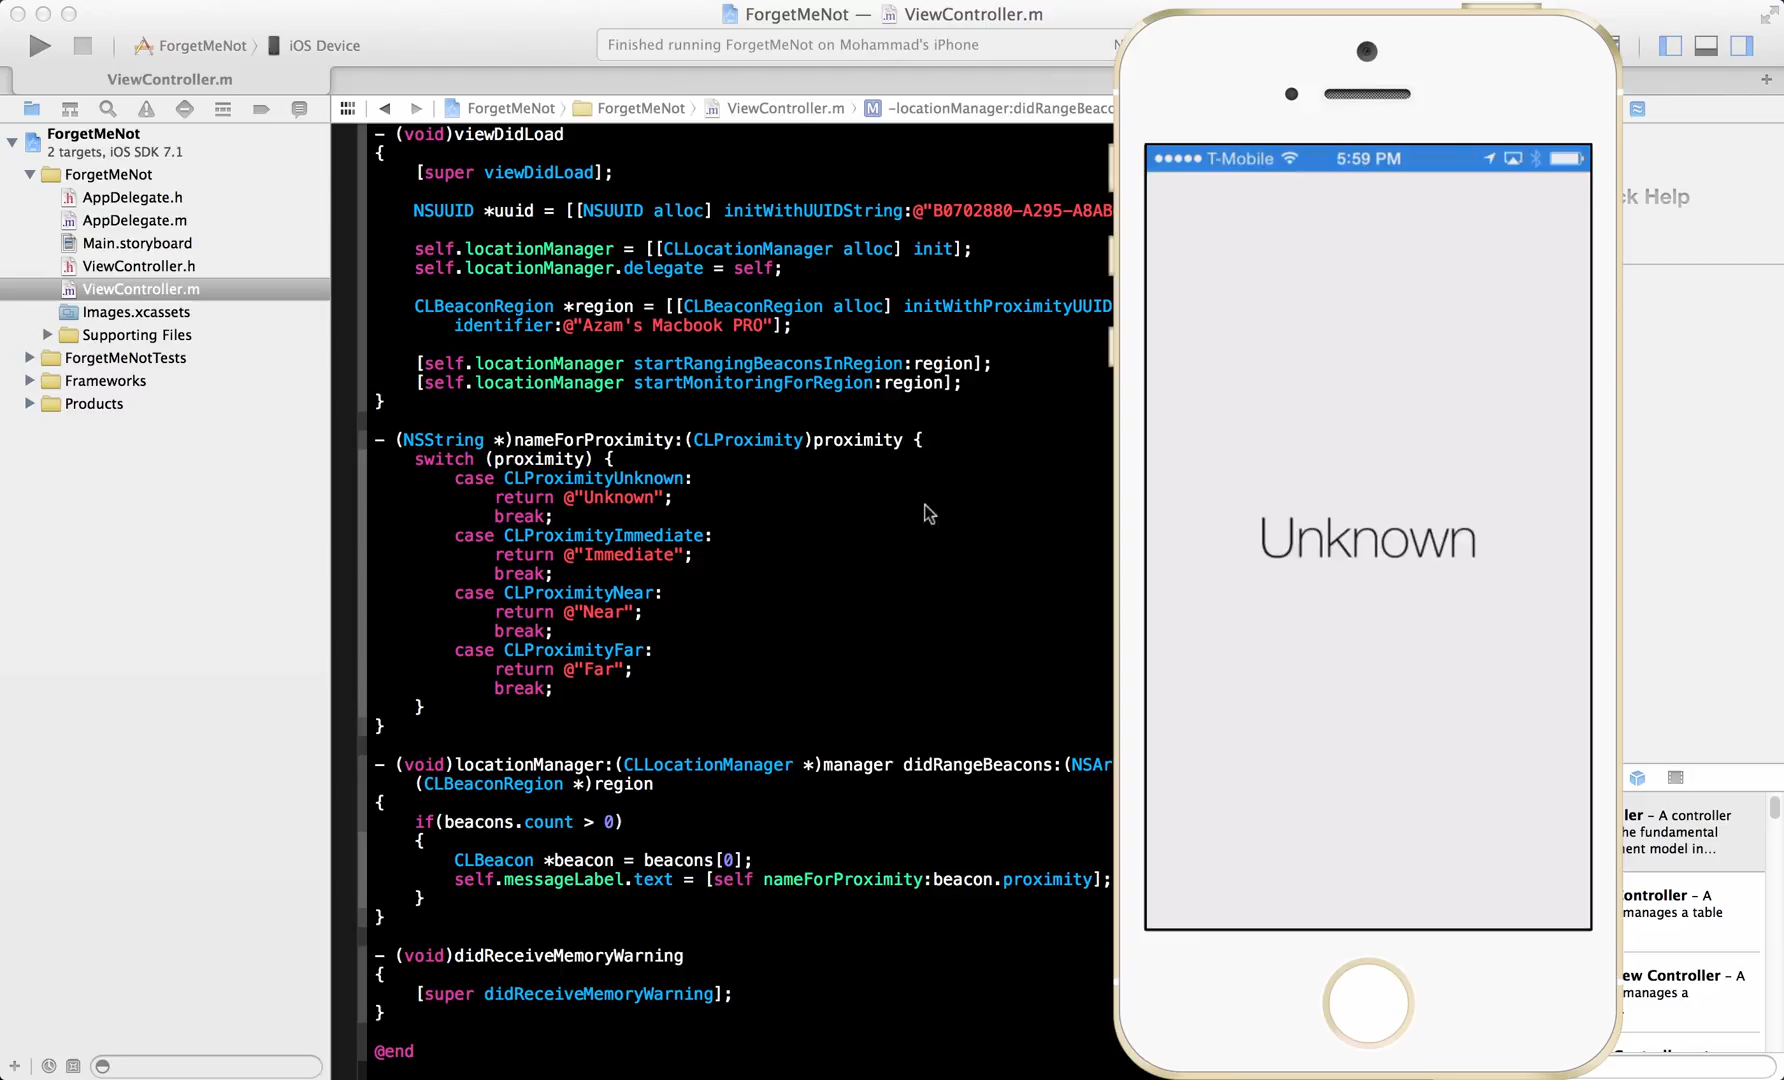 ForgetMeNot — ViewController.m
ForgetMeNot iOS Device
Finished running ForgetMeNot on Mohammad's iPhone
ViewController.m
ForgetMeNot ForgetMeNot ViewController.m M -locationManager:didRangeBeaco
ForgetMeNot
2 targets, iOS SDK 7.1
ForgetMeNot
AppDelegate.h
AppDelegate.m
Main.storyboard
ViewController.h
ViewController.m
Images.xcassets
Supporting Files
ForgetMeNotTests
Frameworks
Products
- (void)viewDidLoad
{
[super viewDidLoad];
NSUUID *uuid = [[NSUUID alloc] initWithUUIDString:@"B0702880-A295-A8AB
self.locationManager = [[CLLocationManager alloc] init];
self.locationManager.delegate = self;
CLBeaconRegion *region = [[CLBeaconRegion alloc] initWithProximityUUID
identifier:@"Azam's Macbook PRO"];
[self.locationManager startRangingBeaconsInRegion:region];
[self.locationManager startMonitoringForRegion:region];
}
- (NSString *)nameForProximity:(CLProximity)proximity {
switch (proximity) {
case CLProximityUnknown:
return @"Unknown";
break;
case CLProximityImmediate:
return @"Immediate";
break;
case CLProximityNear:
return @"Near";
break;
case CLProximityFar:
return @"Far";
break;
}
}
- (void)locationManager:(CLLocationManager *)manager didRangeBeacons:(NSAr
(CLBeaconRegion *)region
{
if(beacons.count > 0)
{
CLBeacon *beacon = beacons[0];
self.messageLabel.text = [self nameForProximity:beacon.proximity];
}
}
- (void)didReceiveMemoryWarning
{
[super didReceiveMemoryWarning];
}
@end
T-Mobile 5:59 PM
Unknown
ck Help
ler – A controller
he fundamental
ent model in...
ontroller – A
manages a table
ew Controller – A
manages a